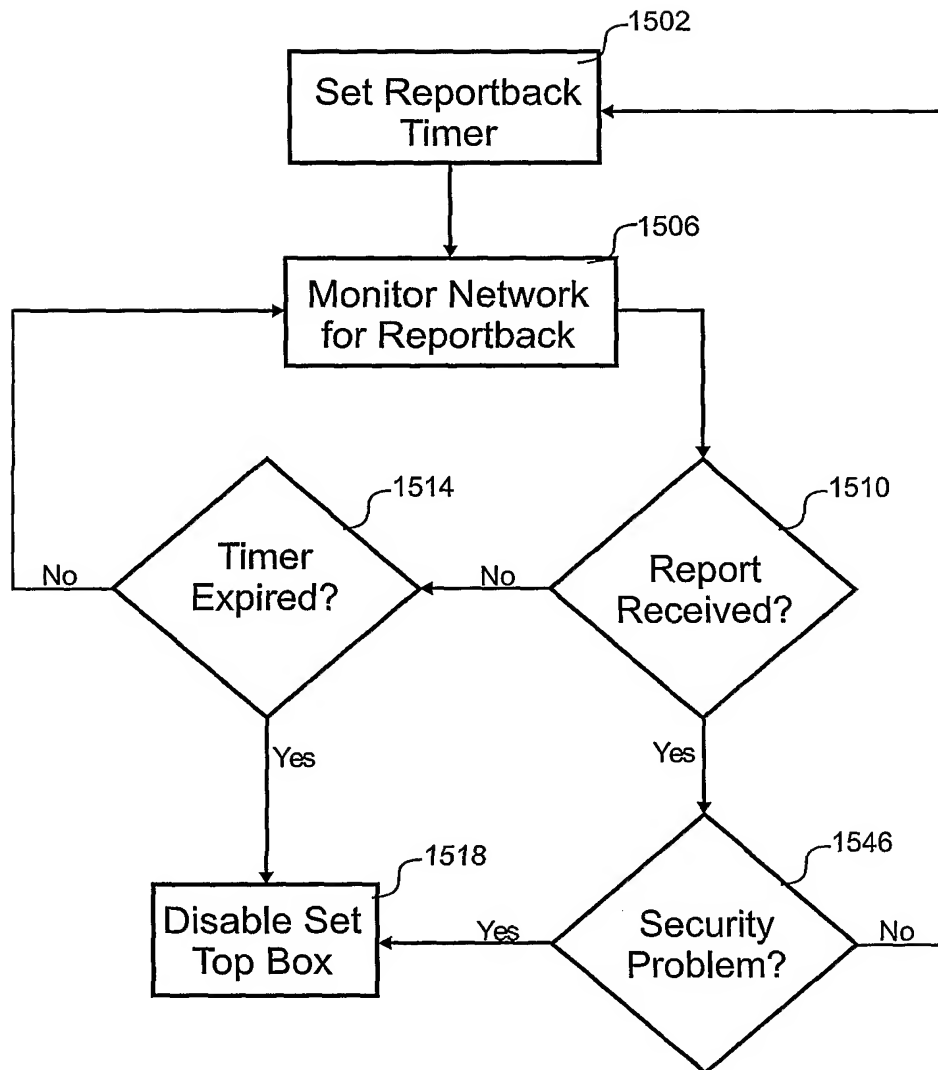 1502
Set Reportback
Timer
1506
Monitor Network
for Reportback
1514
Timer
Expired?
No
No
1510
Report
Received?
Yes
Yes
1518
Disable Set
Top Box
Yes
1546
Security
Problem?
No